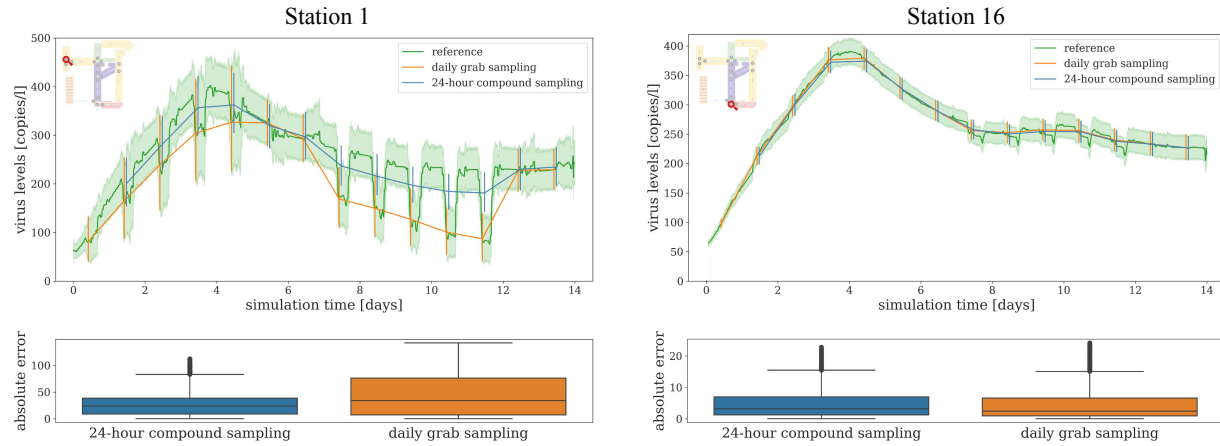 Station 1
500
400
300
200
100
0
virus levels [copies/l]
reference
daily grab sampling
24-hour compound sampling
0 2 4 6 8 10 12 14
simulation time [days]
absolute error
100
50
0
24-hour compound sampling daily grab sampling
Station 16
400
350
300
250
200
150
100
50
0
virus levels [copies/l]
reference
daily grab sampling
24-hour compound sampling
0 2 4 6 8 10 12 14
simulation time [days]
absolute error
20
10
0
24-hour compound sampling daily grab sampling